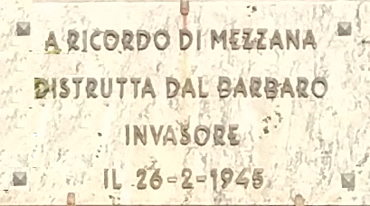 A RICORDO DI MEZZANA
DISTRUTTA DAL BARBARO
INVASORE
IL 26-2-1945